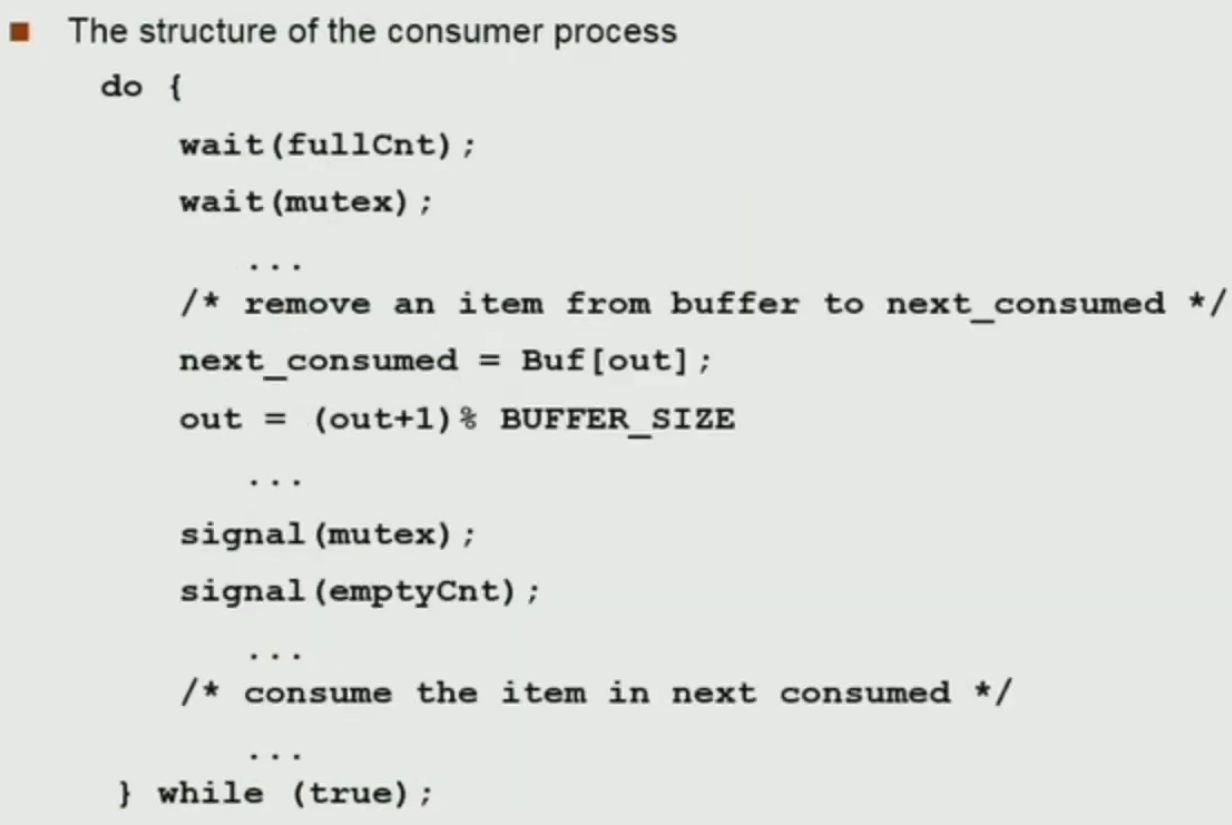 The structure of the consumer process
do {
wait(fullCnt);
wait(mutex);
...
/* remove an item from buffer to next_consumed */
next_consumed = Buf[out];
out = (out+1)% BUFFER_SIZE
...
signal(mutex);
signal(emptyCnt);
...
/* consume the item in next consumed */
...
} while (true);